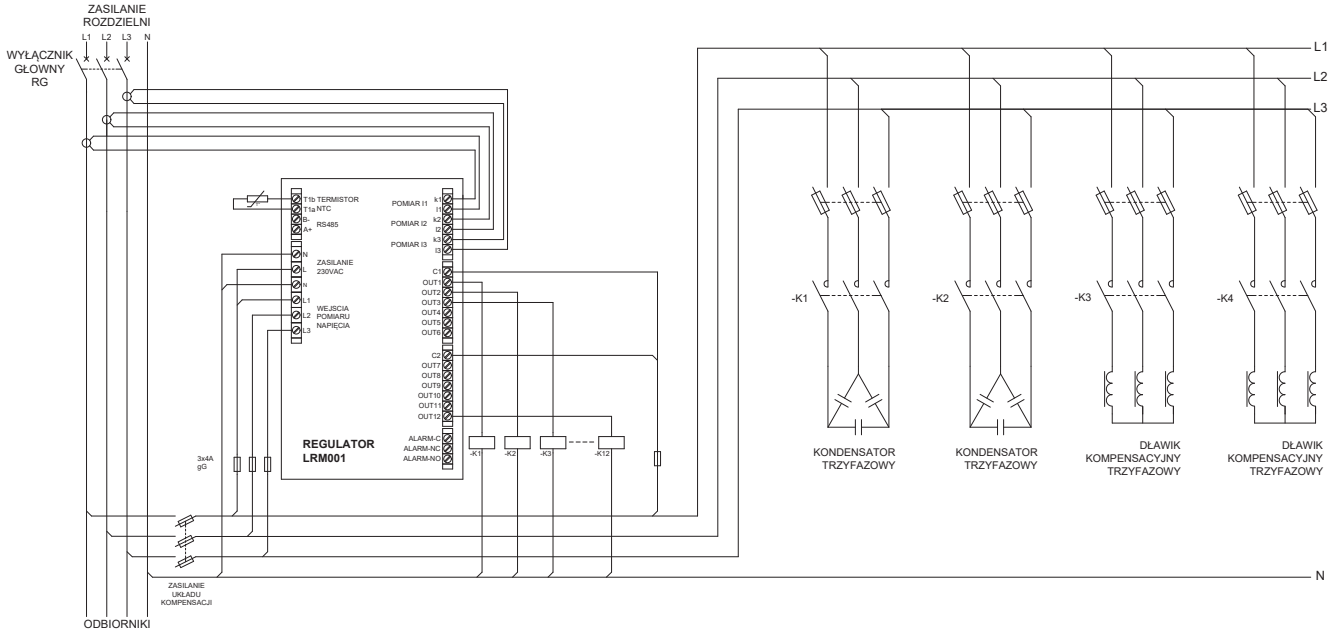 ZASILANIE
ROZDZIELNI
L1 L2 L3 N
WYŁĄCZNIK
GŁOWNY
RG
L1
L2
L3
T1b TERMISTOR
T1a NTC
B-
RS485
A+
N
ZASILANIE
L
230VAC
N
L1
WEJSCIA
L2 POMIARU
NAPIĘCIA
L3
POMIAR I1
k1
l1
POMIAR I2
k2
l2
POMIAR I3
k3
l3
C1
OUT1
OUT2
OUT3
OUT4
OUT5
OUT6
C2
OUT7
OUT8
OUT9
OUT10
OUT11
OUT12
ALARM-C
ALARM-NC
ALARM-NO
REGULATOR
LRM001
3x4A
gG
-K1
-K2
-K3
-K12
-K1
-K2
-K3
-K4
KONDENSATOR
TRZYFAZOWY
KONDENSATOR
TRZYFAZOWY
DŁAWIK
KOMPENSACYJNY
TRZYFAZOWY
DŁAWIK
KOMPENSACYJNY
TRZYFAZOWY
N
ZASILANIE
UKŁADU
KOMPENSACJI
ODBIORNIKI